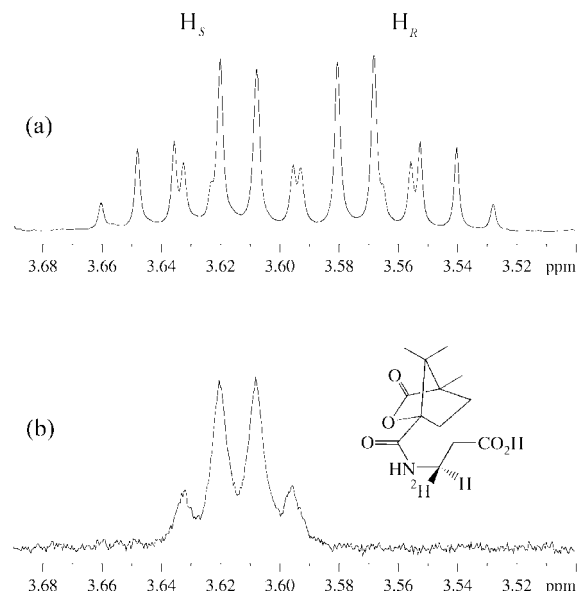 H_S H_R
(a)
3.68 3.66 3.64 3.62 3.60 3.58 3.56 3.54 3.52 ppm
(b)
O
O
O
CO₂H
HN
²H H
3.68 3.66 3.64 3.62 3.60 3.58 3.56 3.54 3.52 ppm